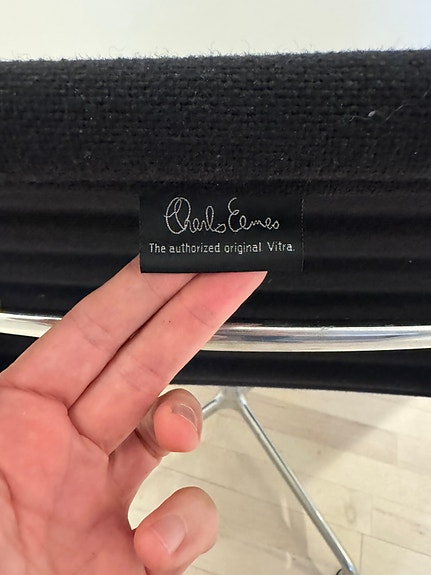 Charles Eames
The authorized original. Vitra.